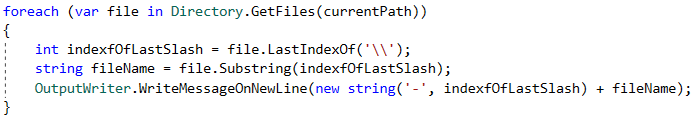 foreach (var file in Directory.GetFiles(currentPath))
{
    int indexfOfLastSlash = file.LastIndexOf('\\');
    string fileName = file.Substring(indexfOfLastSlash);
    OutputWriter.WriteMessageOnNewLine(new string('-', indexfOfLastSlash) + fileName);
}